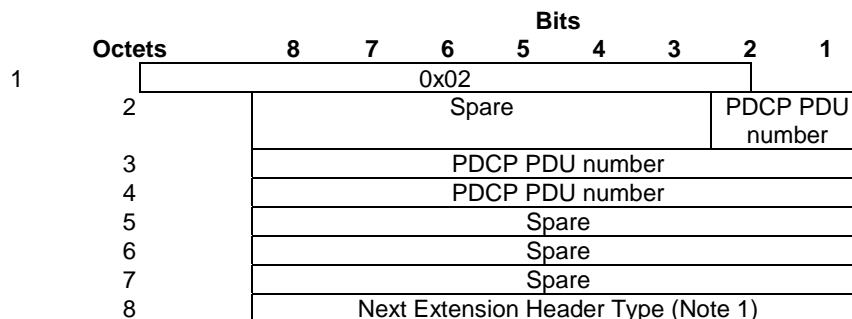 Bits
Octets 8 7 6 5 4 3 2 1
1 0x02
2 Spare PDCP PDU
number
3 PDCP PDU number
4 PDCP PDU number
5 Spare
6 Spare
7 Spare
8 Next Extension Header Type (Note 1)